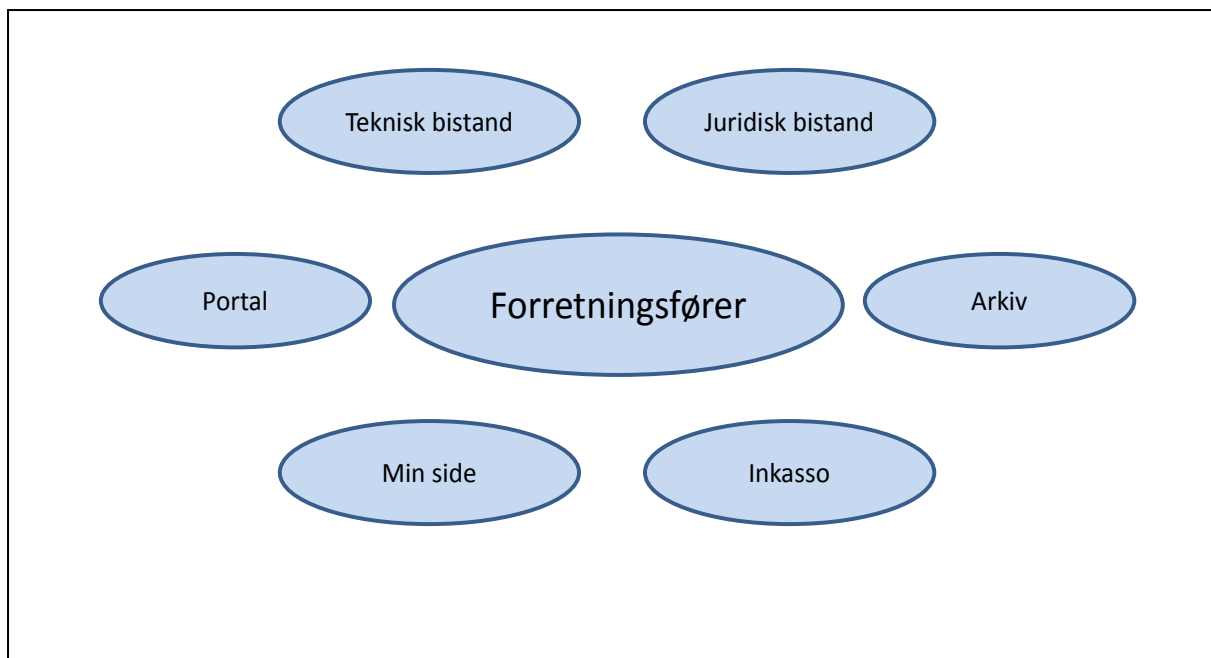 Teknisk bistand
Juridisk bistand
Portal
Forretningsfører
Arkiv
Min side
Inkasso